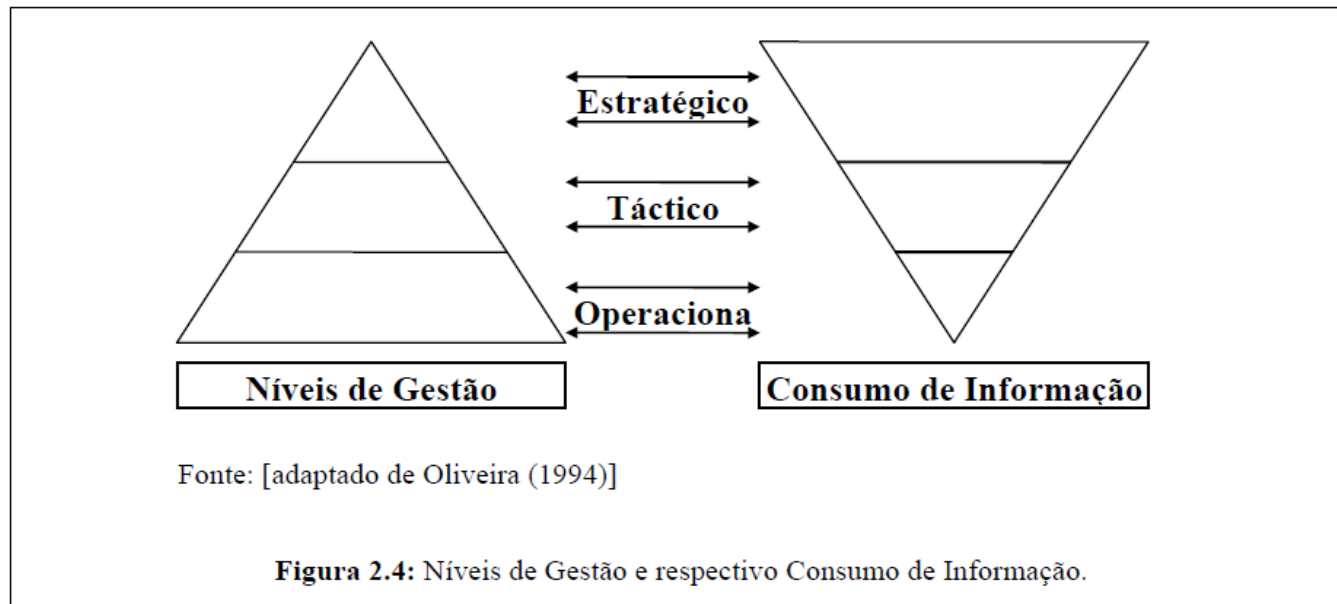 Estratégico
Táctico
Operaciona
Níveis de Gestão
Consumo de Informação
Fonte: [adaptado de Oliveira (1994)]
Figura 2.4: Níveis de Gestão e respectivo Consumo de Informação.